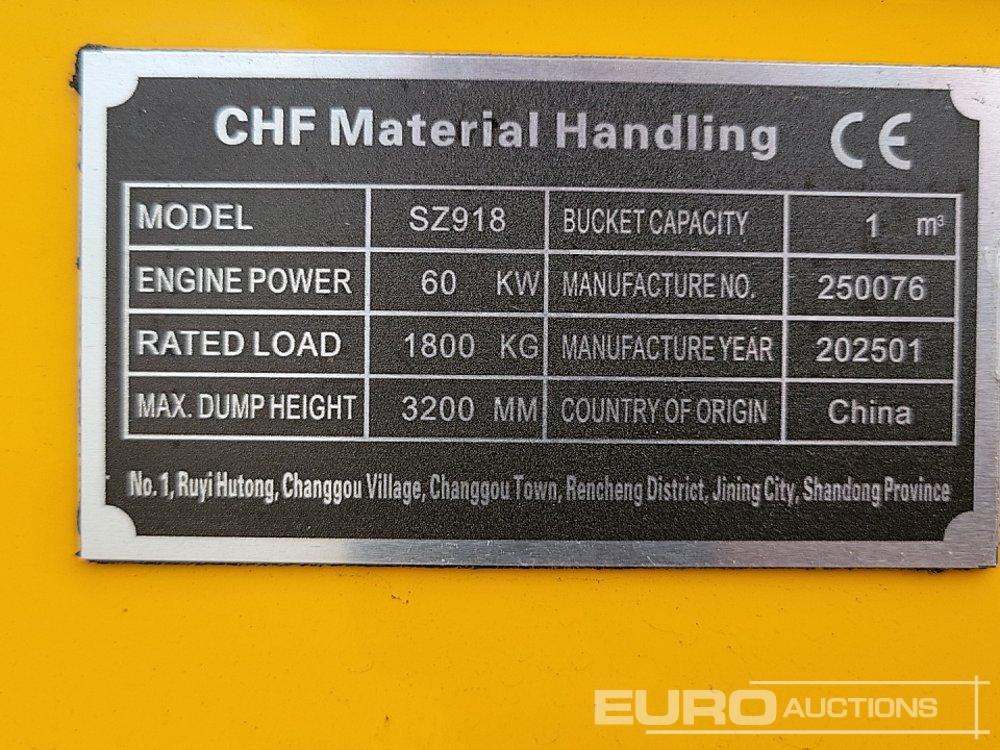 CHF Material Handling CE
MODEL SZ918 BUCKET CAPACITY 1 m³
ENGINE POWER 60 KW MANUFACTURE NO. 250076
RATED LOAD 1800 KG MANUFACTURE YEAR 202501
MAX. DUMP HEIGHT 3200 MM COUNTRY OF ORIGIN China
No. 1, Ruyi Hutong, Changgou Village, Changgou Town, Rencheng District, Jining City, Shandong Province
EURO AUCTIONS